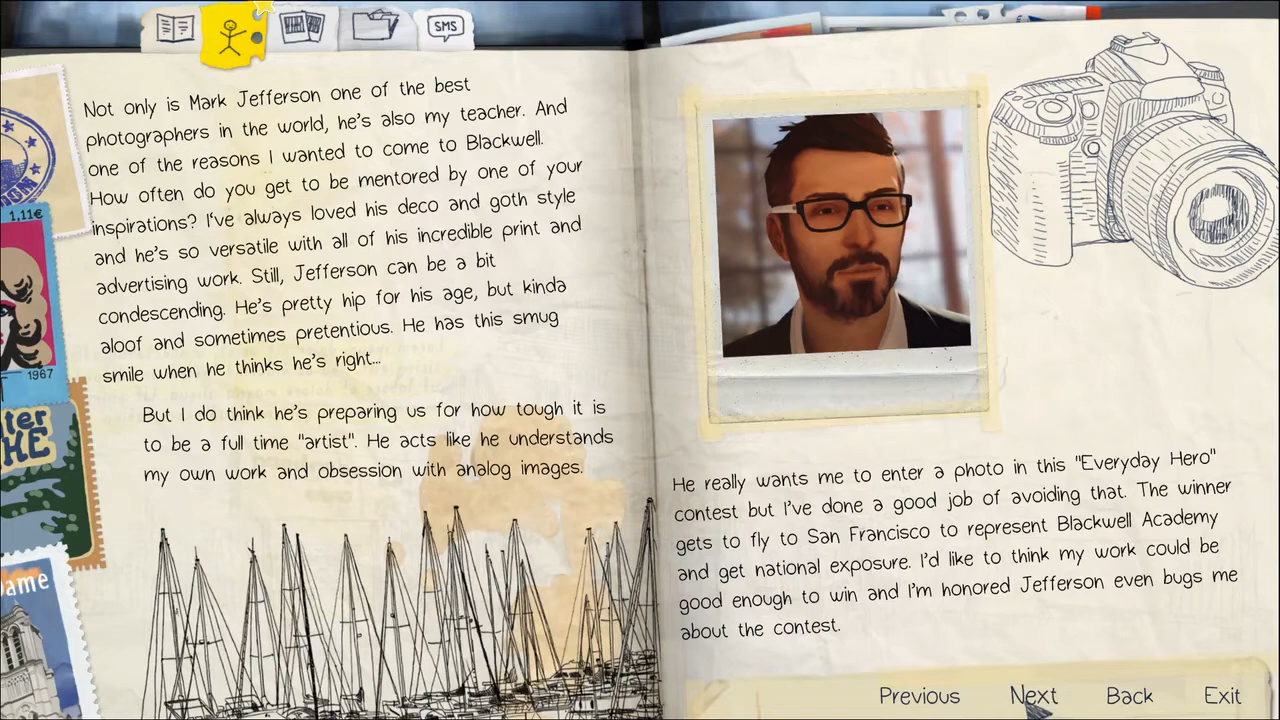 SMS
Not only is Mark Jefferson one of the best
photographers in the world, he's also my teacher. And
one of the reasons I wanted to come to Blackwell.
How often do you get to be mentored by one of your
inspirations? I've always loved his deco and goth style
and he's so versatile with all of his incredible print and
advertising work. Still, Jefferson can be a bit
condescending. He's pretty hip for his age, but kinda
aloof and sometimes pretentious. He has this smug
smile when he thinks he's right...
But I do think he's preparing us for how tough it is
to be a full time "artist". He acts like he understands
my own work and obsession with analog images.
1,11€
1967
ter
KE
ame
He really wants me to enter a photo in this "Everyday Hero"
contest but I've done a good job of avoiding that. The winner
gets to fly to San Francisco to represent Blackwell Academy
and get national exposure. I'd like to think my work could be
good enough to win and I'm honored Jefferson even bugs me
about the contest.
Previous Next Back Exit